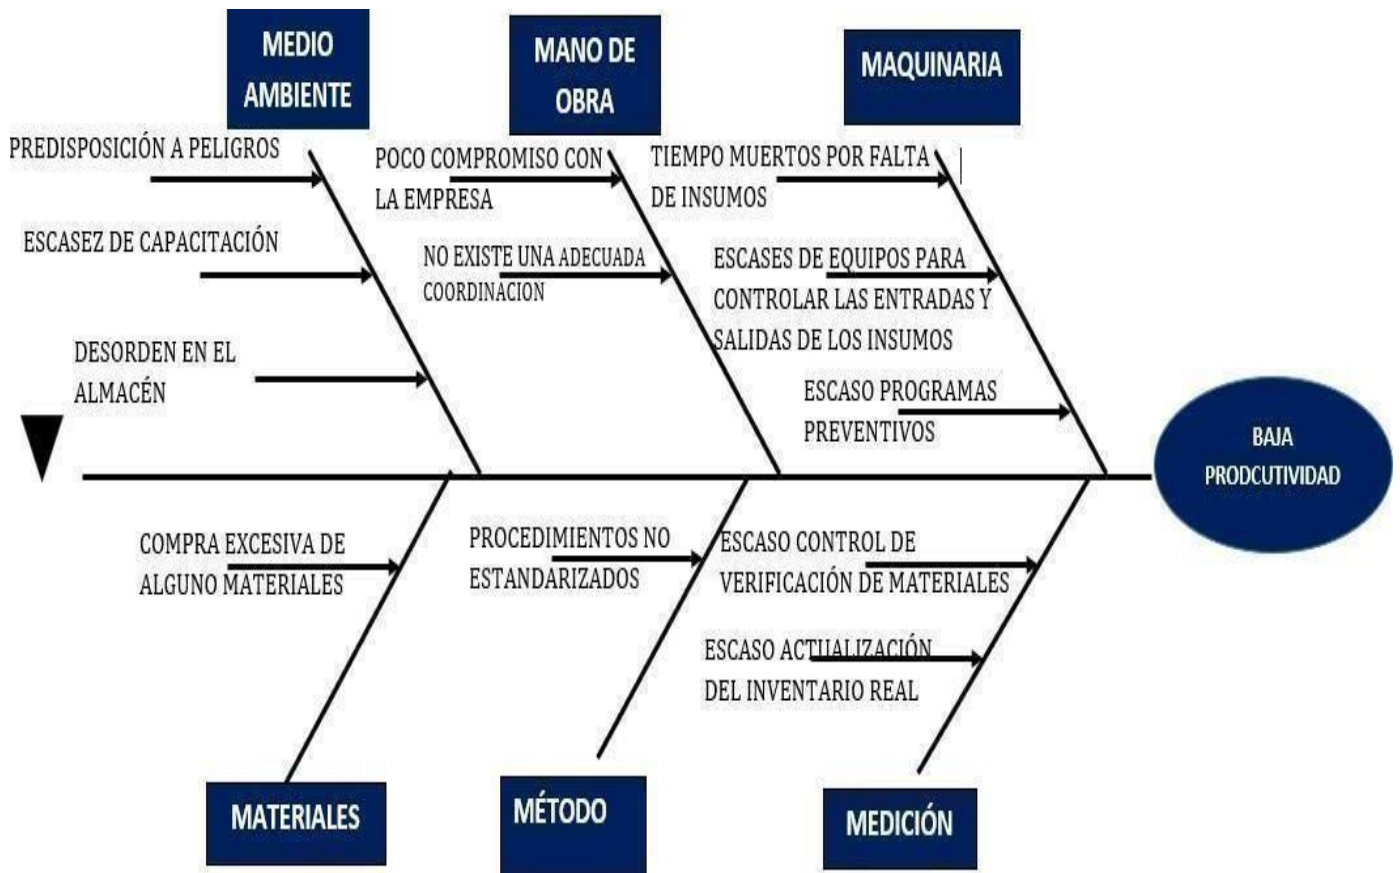 MEDIO
AMBIENTE
MANO DE
OBRA
MAQUINARIA
PREDISPOSICIÓN A PELIGROS
ESCASEZ DE CAPACITACIÓN
DESORDEN EN EL
ALMACÉN
POCO COMPROMISO CON
LA EMPRESA
NO EXISTE UNA ADECUADA
COORDINACION
TIEMPO MUERTOS POR FALTA
DE INSUMOS
ESCASES DE EQUIPOS PARA
CONTROLAR LAS ENTRADAS Y
SALIDAS DE LOS INSUMOS
ESCASO PROGRAMAS
PREVENTIVOS
BAJA
PRODCUTIVIDAD
COMPRA EXCESIVA DE
ALGUNO MATERIALES
PROCEDIMIENTOS NO
ESTANDARIZADOS
ESCASO CONTROL DE
VERIFICACIÓN DE MATERIALES
ESCASO ACTUALIZACIÓN
DEL INVENTARIO REAL
MATERIALES
MÉTODO
MEDICIÓN